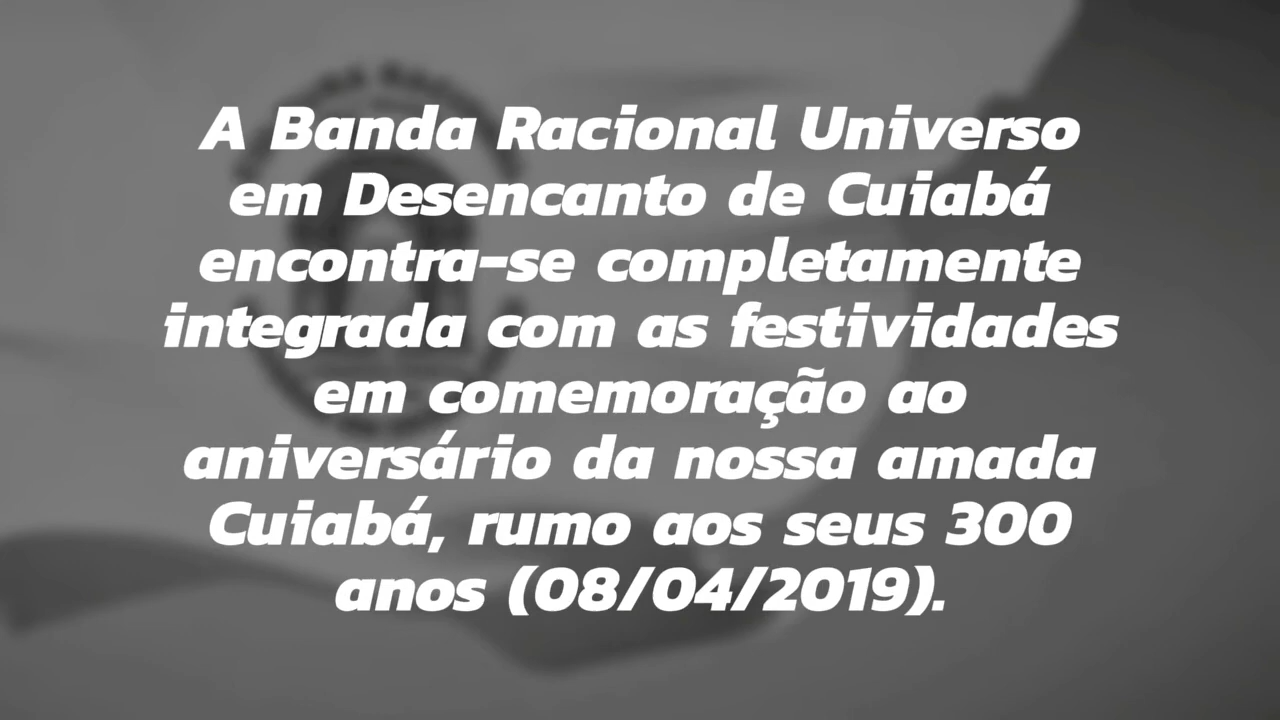 A Banda Racional Universo
em Desencanto de Cuiabá
encontra-se completamente
integrada com as festividades
em comemoração ao
aniversário da nossa amada
Cuiabá, rumo aos seus 300
anos (08/04/2019).